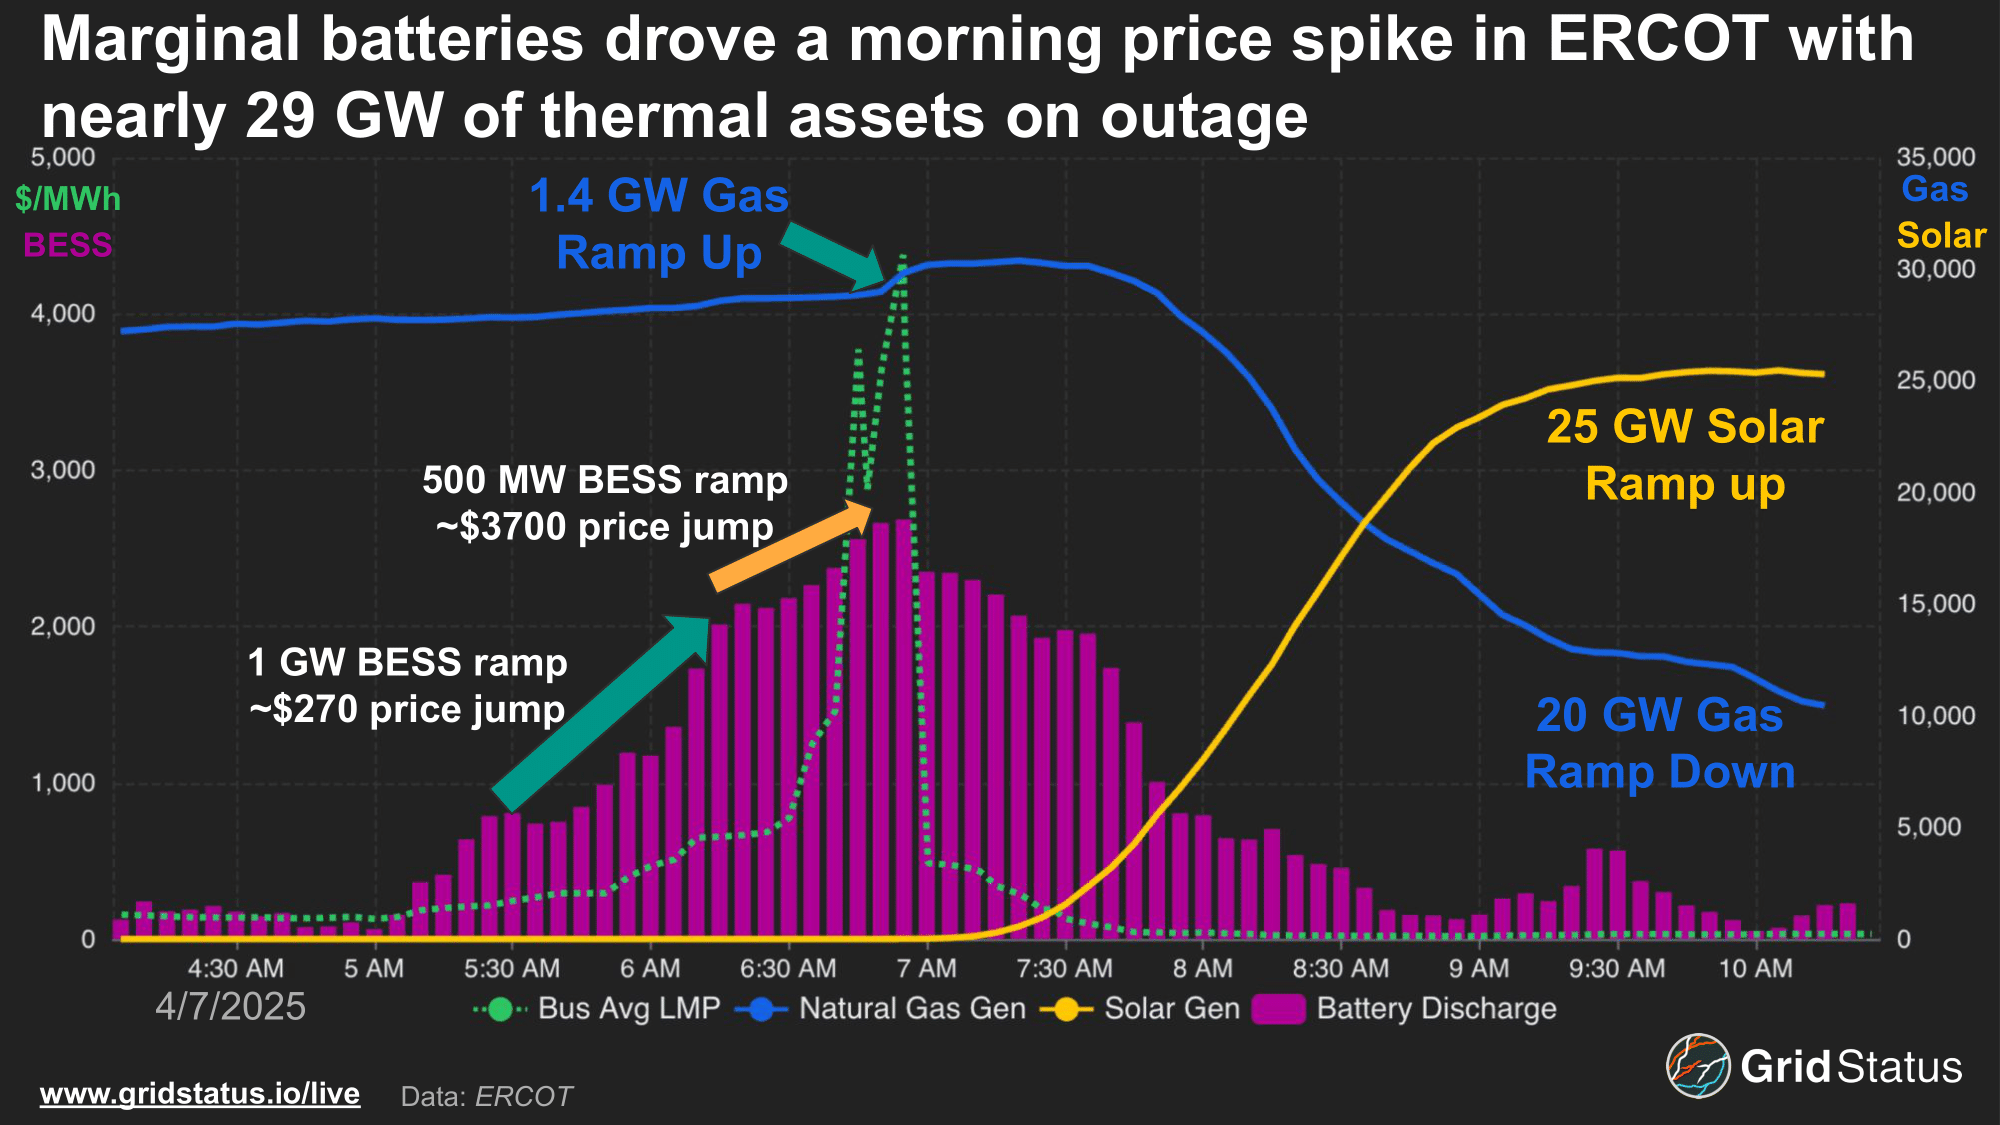 Marginal batteries drove a morning price spike in ERCOT with
nearly 29 GW of thermal assets on outage
5,000
$/MWh
BESS
4,000
3,000
2,000
1,000
0
35,000
Gas
Solar
30,000
25,000
20,000
15,000
10,000
5,000
0
1.4 GW Gas
Ramp Up
500 MW BESS ramp
~$3700 price jump
1 GW BESS ramp
~$270 price jump
25 GW Solar
Ramp up
20 GW Gas
Ramp Down
4:30 AM 5 AM 5:30 AM 6 AM 6:30 AM 7 AM 7:30 AM 8 AM 8:30 AM 9 AM 9:30 AM 10 AM
4/7/2025
Bus Avg LMP Natural Gas Gen Solar Gen Battery Discharge
www.gridstatus.io/live Data: ERCOT
GridStatus